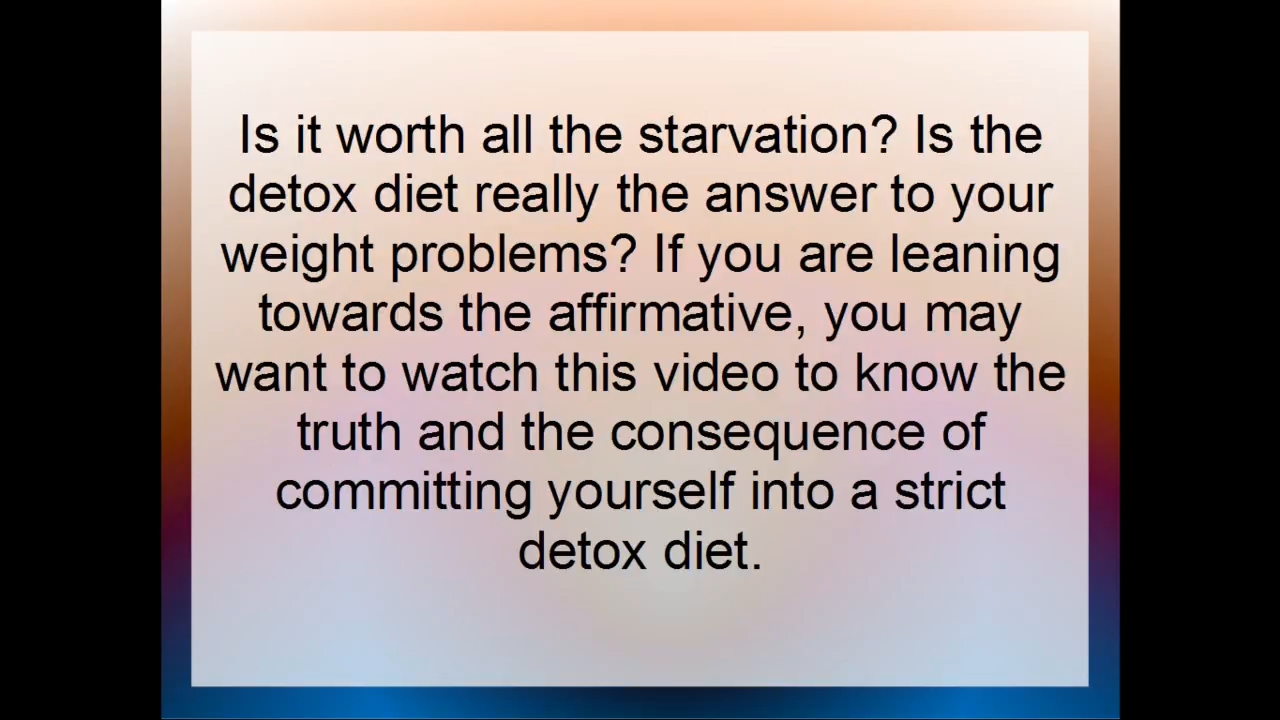 Is it worth all the starvation? Is the
detox diet really the answer to your
weight problems? If you are leaning
towards the affirmative, you may
want to watch this video to know the
truth and the consequence of
committing yourself into a strict
detox diet.